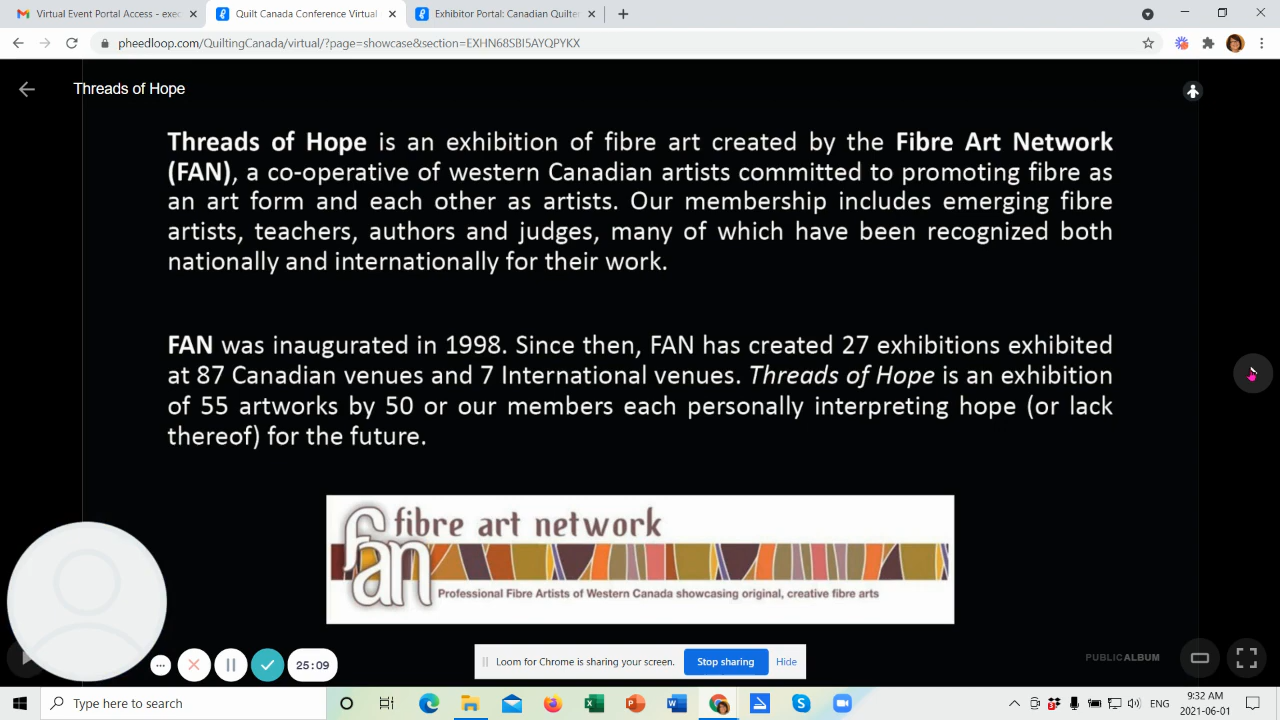 Virtual Event Portal Access - exec
Quilt Canada Conference Virtual
Exhibitor Portal: Canadian Quilter
pheedloop.com/QuiltingCanada/virtual/?page=showcase&section=EXHN68SBI5AYQPYKX
Threads of Hope
Threads of Hope is an exhibition of fibre art created by the Fibre Art Network
(FAN), a co-operative of western Canadian artists committed to promoting fibre as
an art form and each other as artists. Our membership includes emerging fibre
artists, teachers, authors and judges, many of which have been recognized both
nationally and internationally for their work.
FAN was inaugurated in 1998. Since then, FAN has created 27 exhibitions exhibited
at 87 Canadian venues and 7 International venues. Threads of Hope is an exhibition
of 55 artworks by 50 or our members each personally interpreting hope (or lack
thereof) for the future.
fibre art network
fan
Professional Fibre Artists of Western Canada showcasing original, creative fibre arts
PUBLICALBUM
25:09
Loom for Chrome is sharing your screen.
Stop sharing
Hide
Type here to search
ENG
9:32 AM
2021-06-01